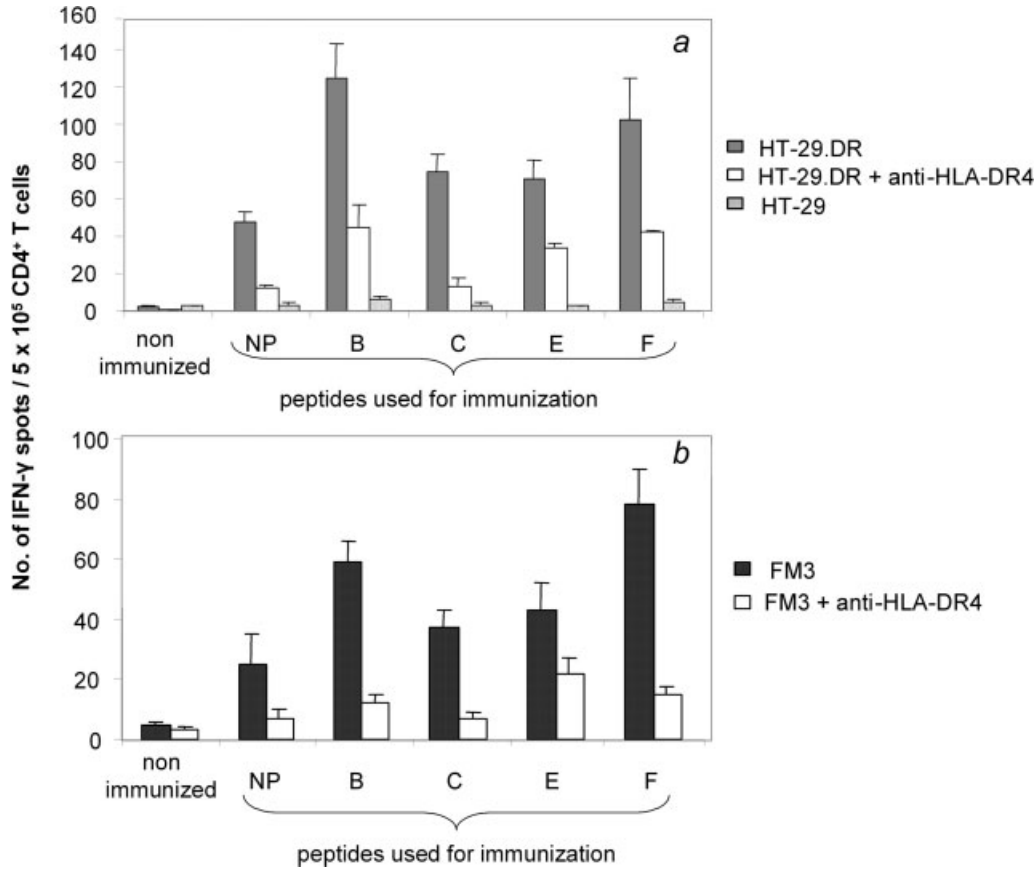 No. of IFN-γ spots / 5 x 10⁵ CD4⁺ T cells
160
140
120
100
80
60
40
20
0
a
HT-29.DR
HT-29.DR + anti-HLA-DR4
HT-29
non immunized
NP B C E F
peptides used for immunization
100
80
60
40
20
0
b
FM3
FM3 + anti-HLA-DR4
non immunized
NP B C E F
peptides used for immunization